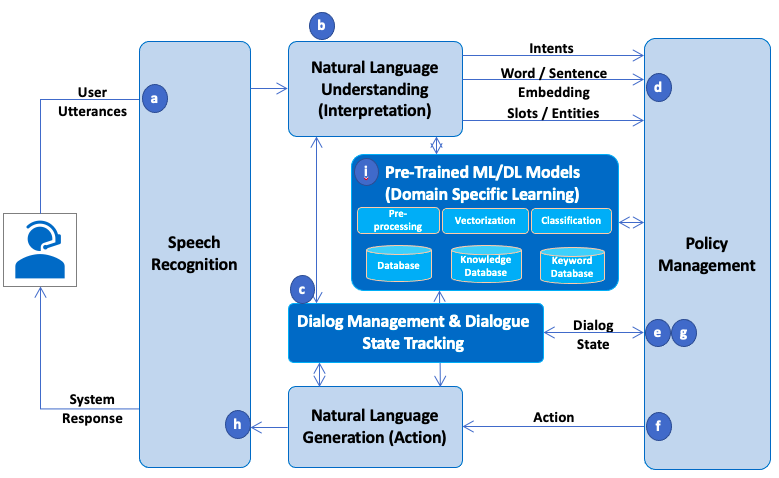 b
Natural Language
Understanding
(Interpretation)
Intents
Word / Sentence
Embedding
Slots / Entities
d
User
Utterances
a
i
Pre-Trained ML/DL Models
(Domain Specific Learning)
Pre-
processing
Vectorization
Classification
Database
Knowledge
Database
Keyword
Database
Speech
Recognition
Policy
Management
c
Dialog Management & Dialogue
State Tracking
Dialog
State
e
g
System
Response
h
Natural Language
Generation (Action)
Action
f